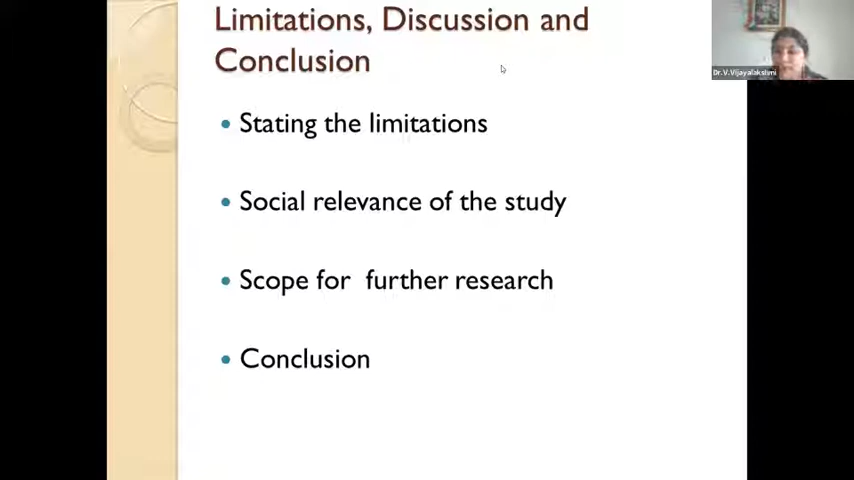 Limitations, Discussion and
Conclusion
Dr.V.Vijayalakshmi
• Stating the limitations
• Social relevance of the study
• Scope for  further research
• Conclusion